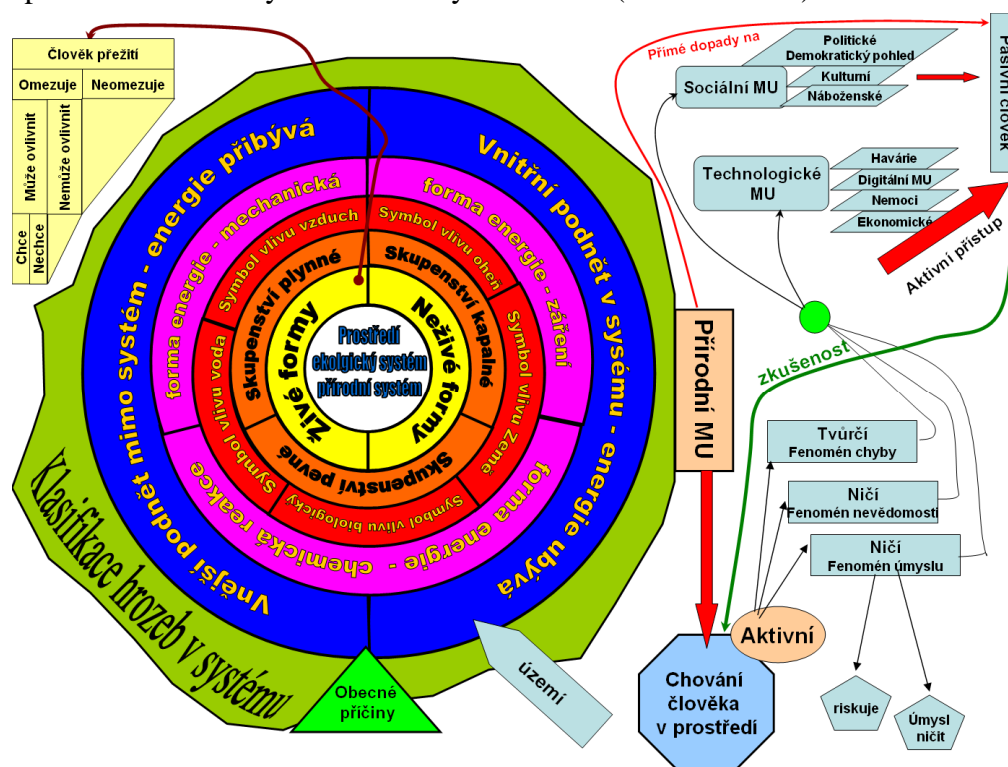 Člověk přežití
Omezuje
Neomezuje
Může ovlivnit
Nemůže ovlivnit
Chce
Nechce
Klasifikace hrozeb v systému
Vnější podnět mimo systém - energie přibývá
Vnitřní podnět v systému - energie ubývá
forma energie - mechanická
forma energie - záření
forma energie - chemická reakce
Symbol vlivu vzduch
Symbol vlivu oheň
Symbol vlivu voda
Symbol vlivu Země
Symbol vlivu biologický
Skupenství plynné
Skupenství kapalné
Skupenství pevné
Živé formy
Neživé formy
Prostředí
ekolgický systém
přírodní systém
Obecné
příčiny
území
Přírodní MU
Přímé dopady na
Sociální MU
Politické
Demokratický pohled
Kulturní
Náboženské
Technologické
MU
Havárie
Digitální MU
Nemoci
Ekonomické
Pasivní člověk
Aktivní přístup
zkušenost
Tvůrčí
Fenomén chyby
Ničí
Fenomén nevědomosti
Ničí
Fenomén úmyslu
Aktivní
Chování
člověka
v prostředí
riskuje
Úmysl
ničit